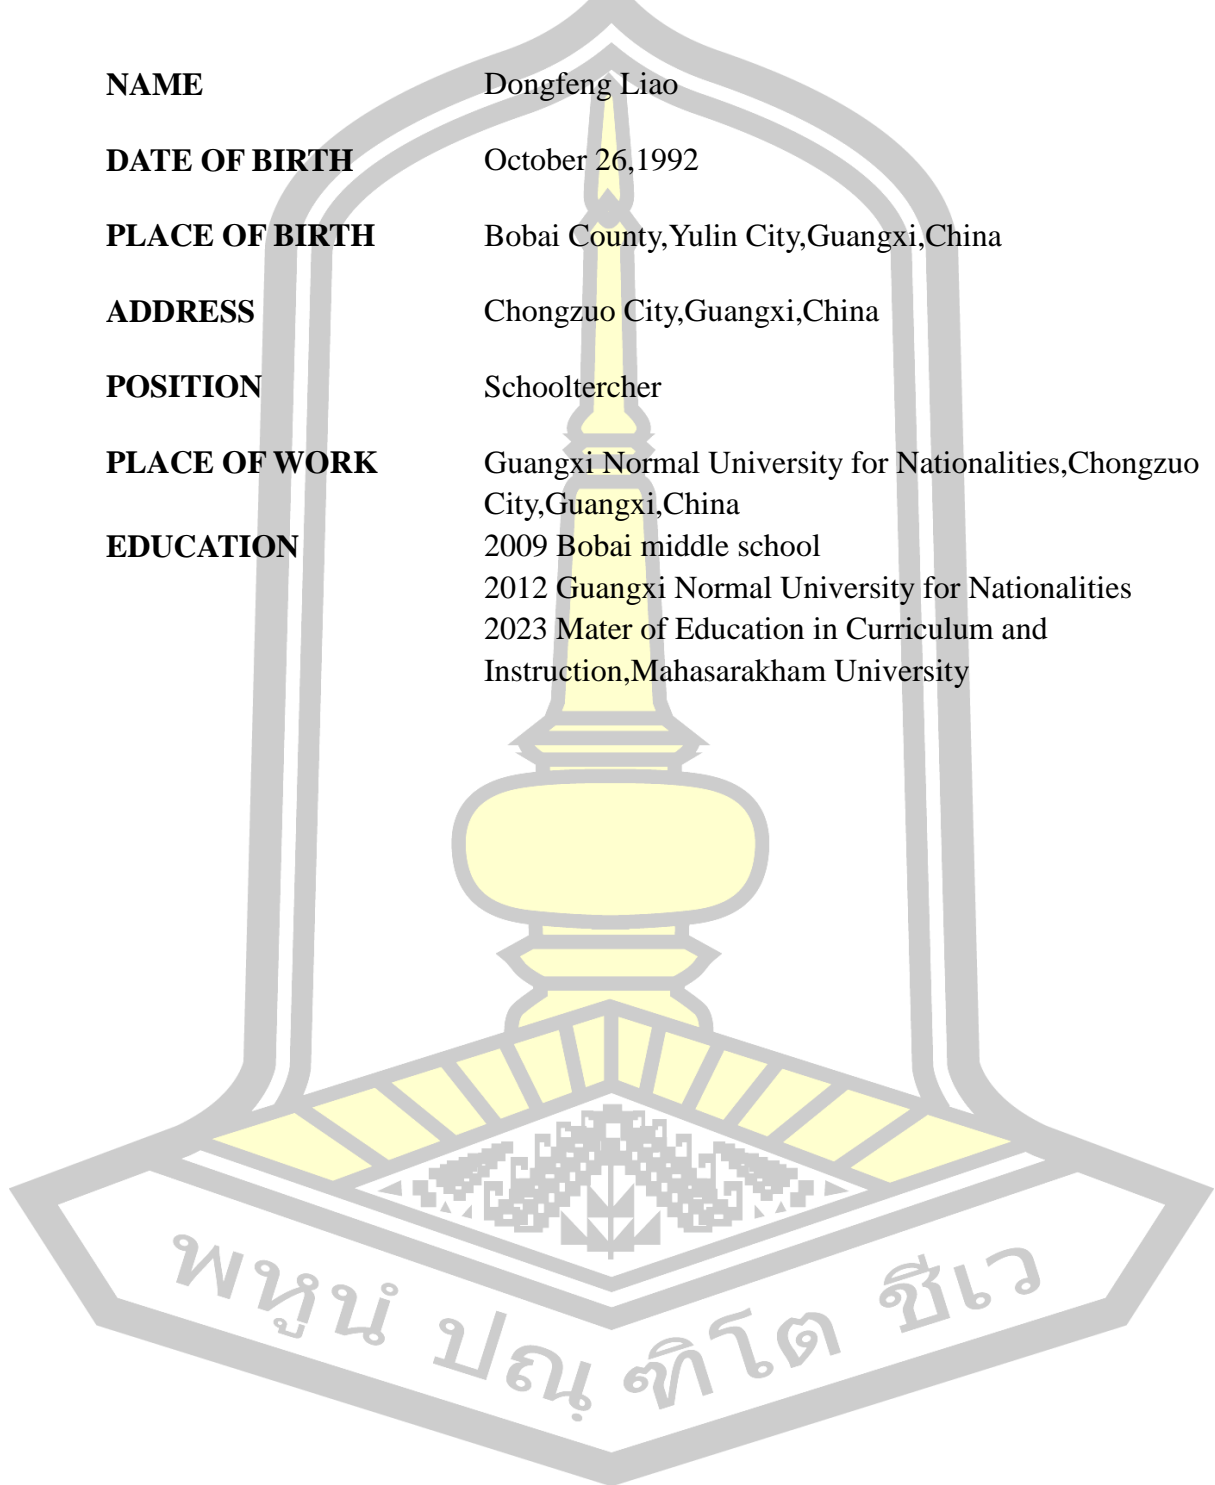 NAME Dongfeng Liao
DATE OF BIRTH October 26,1992
PLACE OF BIRTH Bobai County,Yulin City,Guangxi,China
ADDRESS Chongzuo City,Guangxi,China
POSITION Schooltercher
PLACE OF WORK Guangxi Normal University for Nationalities,Chongzuo
City,Guangxi,China
EDUCATION 2009 Bobai middle school
2012 Guangxi Normal University for Nationalities
2023 Mater of Education in Curriculum and
Instruction,Mahasarakham University
พหูนํ ปณฺฑิโต ชีเว